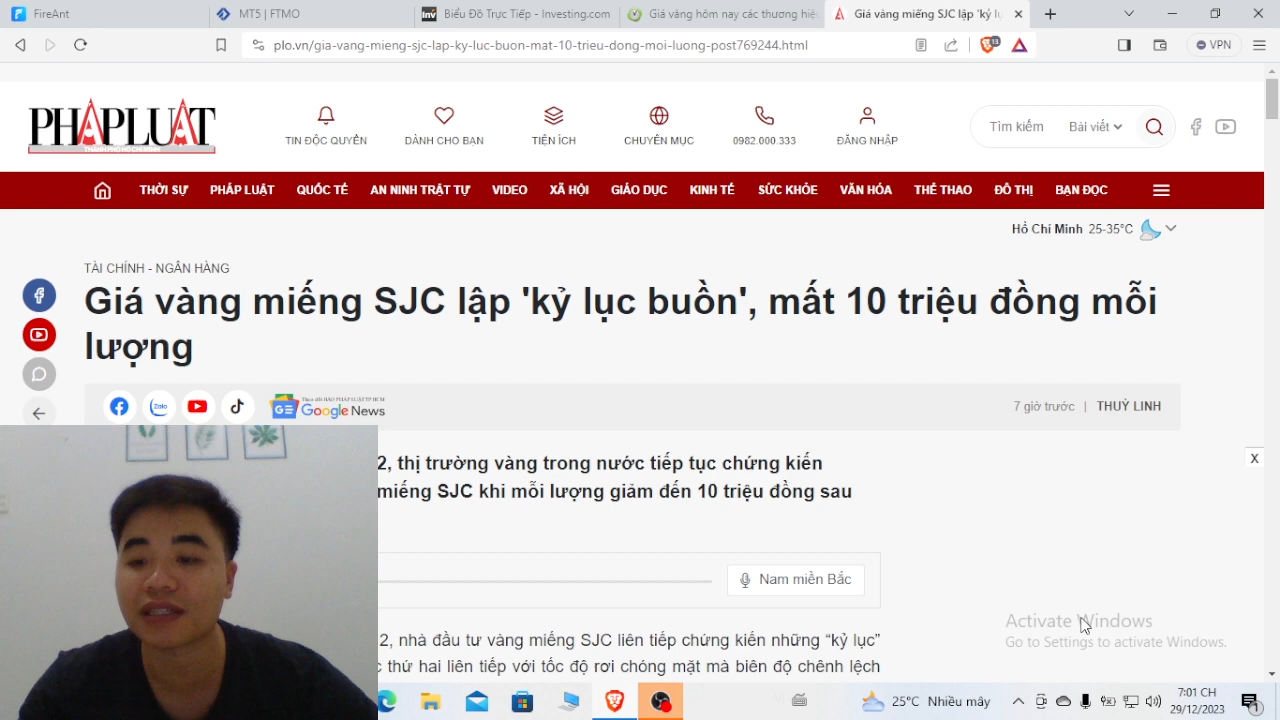 FireAnt
MT5 | FTMO
Biểu Đồ Trực Tiếp - Investing.com
Giá vàng hôm nay các thương hiệ
Giá vàng miếng SJC lập 'kỷ lụ
plo.vn/gia-vang-mieng-sjc-lap-ky-luc-buon-mat-10-trieu-dong-moi-luong-post769244.html
13
VPN
PHÁPLUẬT
TIN ĐỘC QUYỀN
DÀNH CHO BẠN
TIỆN ÍCH
CHUYÊN MỤC
0982.000.333
ĐĂNG NHẬP
Tìm kiếm
Bài viết
THỜI SỰ
PHÁP LUẬT
QUỐC TẾ
AN NINH TRẬT TỰ
VIDEO
XÃ HỘI
GIÁO DỤC
KINH TẾ
SỨC KHỎE
VĂN HÓA
THỂ THAO
ĐÔ THỊ
BẠN ĐỌC
Hồ Chí Minh 25-35°C
TÀI CHÍNH - NGÂN HÀNG
Giá vàng miếng SJC lập 'kỷ lục buồn', mất 10 triệu đồng mỗi
lượng
Zalo
Theo dõi BÁO PHÁP LUẬT TP HCM
GE Google News
7 giờ trước | THUỲ LINH
2, thị trường vàng trong nước tiếp tục chứng kiến
miếng SJC khi mỗi lượng giảm đến 10 triệu đồng sau
X
Nam miền Bắc
2, nhà đầu tư vàng miếng SJC liên tiếp chứng kiến những “kỷ lục”
thứ hai liên tiếp với tốc độ rơi chóng mặt mà biên độ chênh lệch
Activate Windows
Go to Settings to activate Windows.
25°C Nhiều mây
7:01 CH
29/12/2023
1